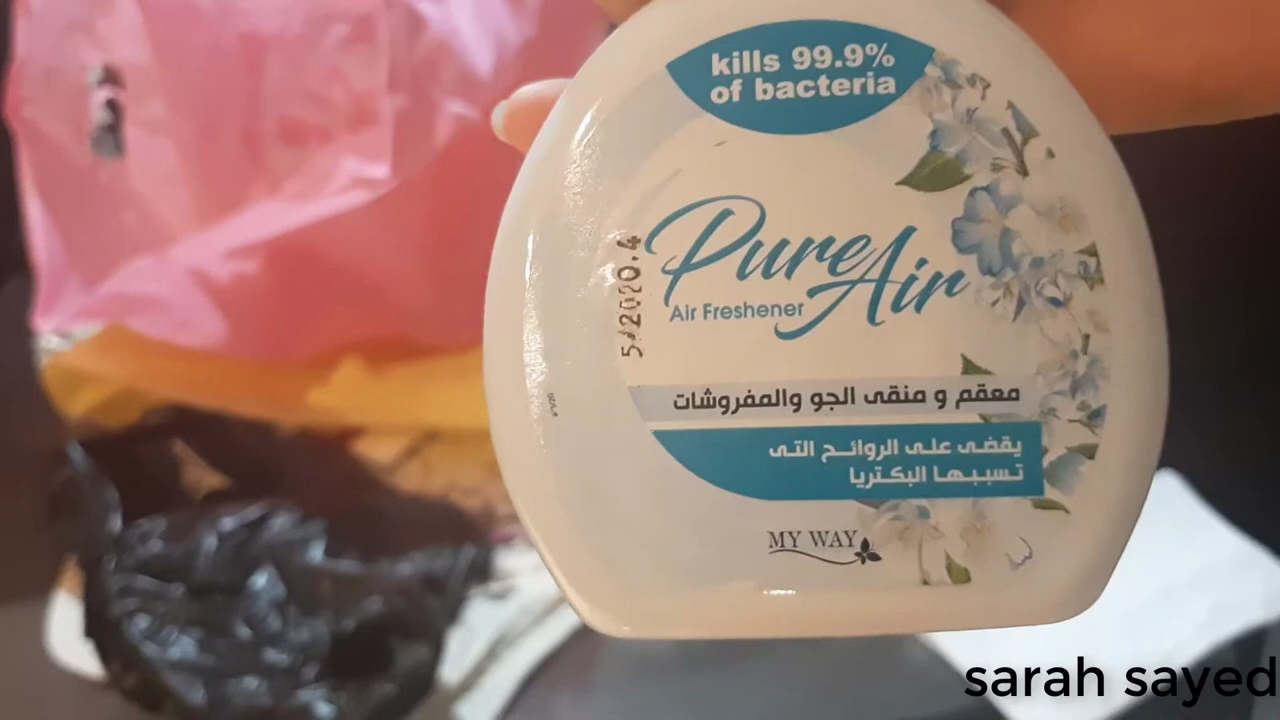 kills 99.9%
of bacteria
Pure Air
Air Freshener
5/2020.4
معقم و منقى الجو والمفروشات
يقضى على الروائح التى
تسببها البكتريا
MY WAY
sarah sayed